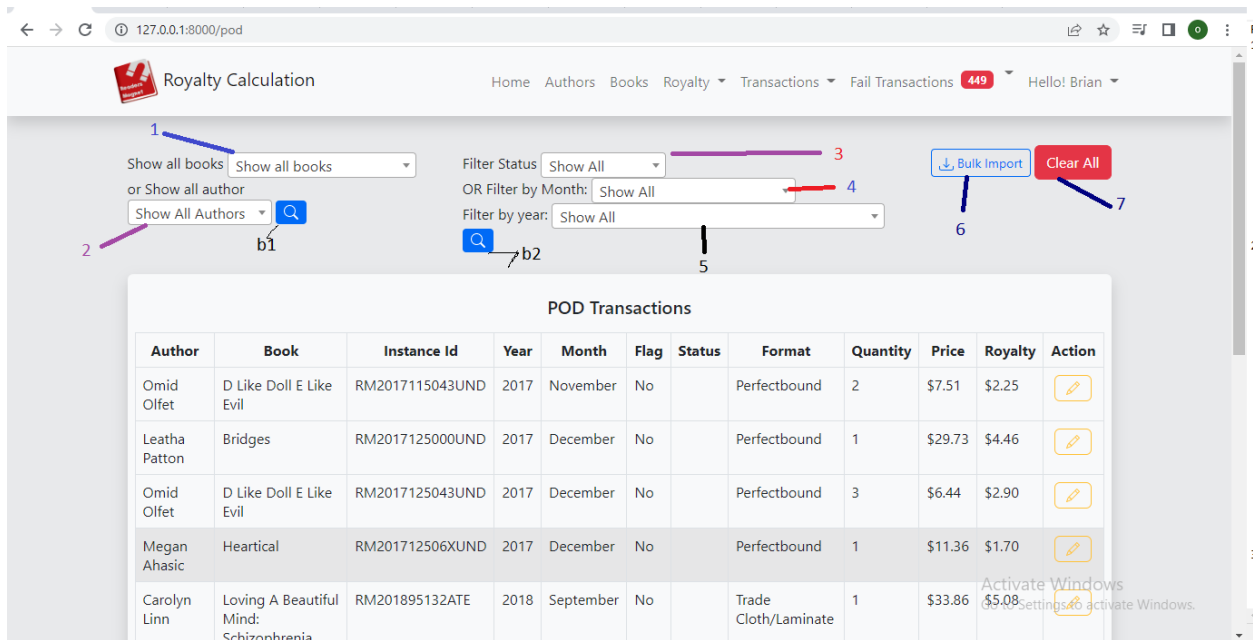 127.0.0.1:8000/pod
Readers Magnet
Royalty Calculation
Home Authors Books Royalty Transactions Fail Transactions 449 Hello! Brian
1
Show all books Show all books
or Show all author
Show All Authors
b1
2
Filter Status Show All
3
OR Filter by Month: Show All
4
Filter by year: Show All
b2
5
Bulk Import
Clear All
6
7
POD Transactions
Author Book Instance Id Year Month Flag Status Format Quantity Price Royalty Action
Omid Olfet D Like Doll E Like Evil RM2017115043UND 2017 November No Perfectbound 2 $7.51 $2.25
Leatha Patton Bridges RM2017125000UND 2017 December No Perfectbound 1 $29.73 $4.46
Omid Olfet D Like Doll E Like Evil RM2017125043UND 2017 December No Perfectbound 3 $6.44 $2.90
Megan Ahasic Heartical RM201712506XUND 2017 December No Perfectbound 1 $11.36 $1.70
Carolyn Linn Loving A Beautiful Mind: Schizophrenia RM201895132ATE 2018 September No Trade Cloth/Laminate 1 $33.86 $5.08
Activate Windows
Go to Settings to activate Windows.